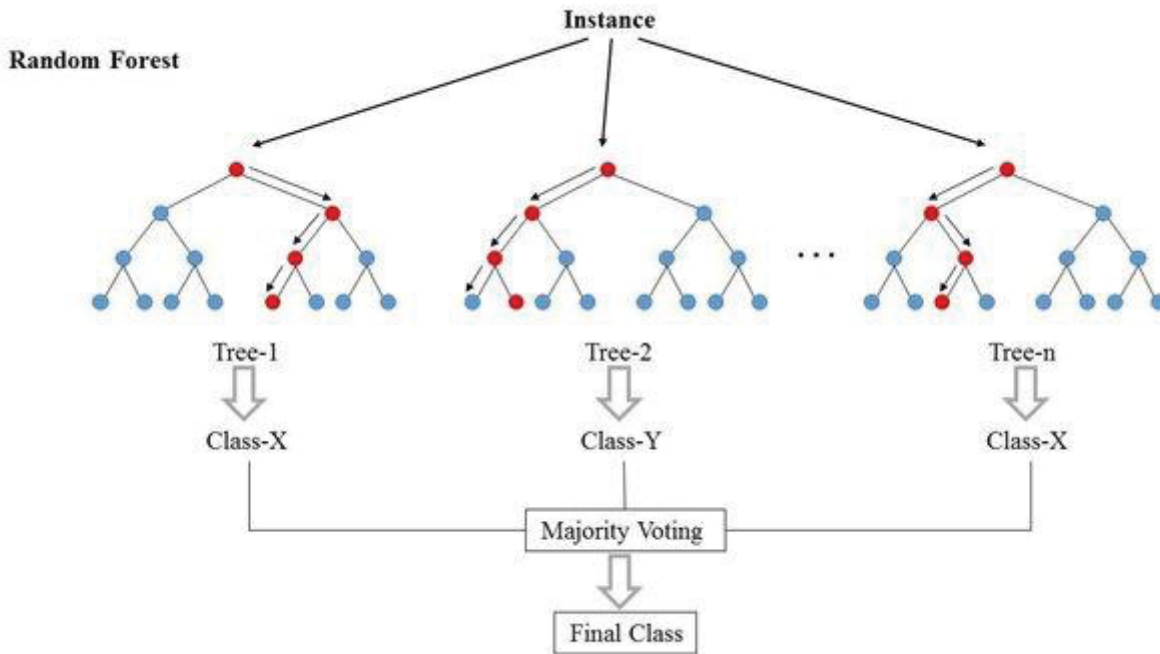 Instance
Random Forest
...
Tree-1
Tree-2
Tree-n
Class-X
Class-Y
Class-X
Majority Voting
Final Class